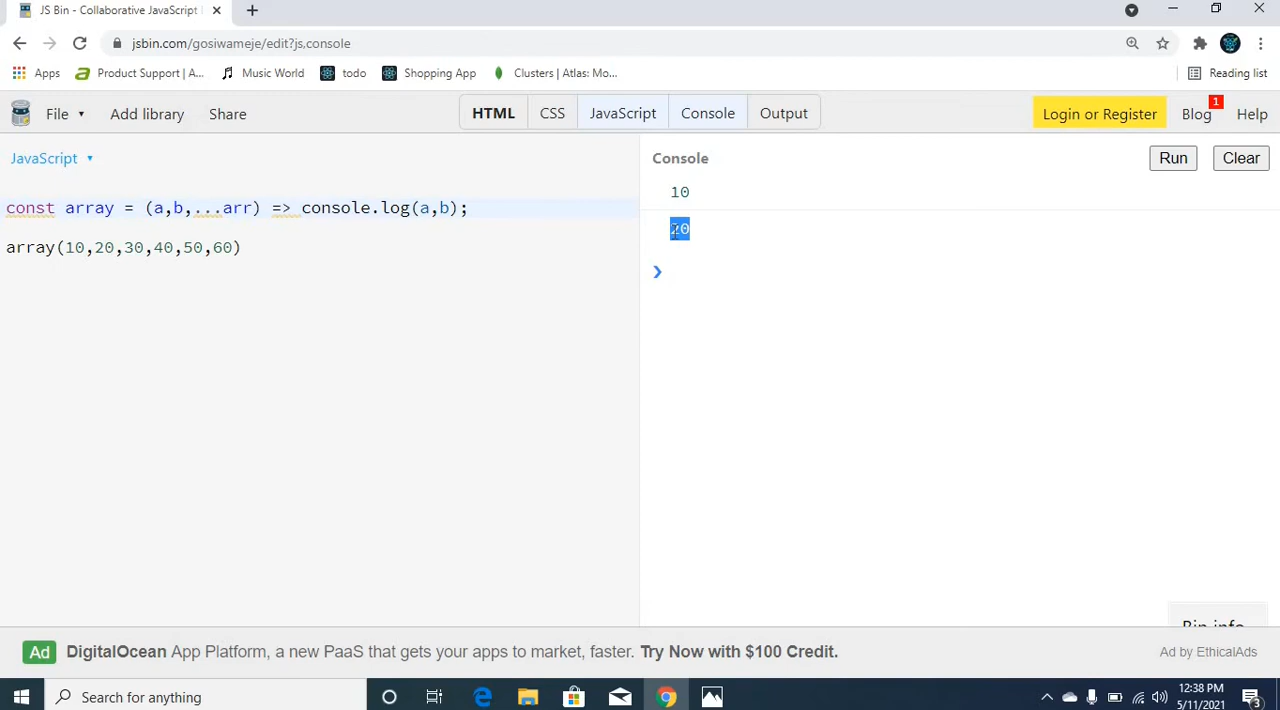 JS Bin - Collaborative JavaScript
jsbin.com/gosiwameje/edit?js,console
Apps Product Support | A... Music World todo Shopping App Clusters | Atlas: Mo... Reading list
File Add library Share HTML CSS JavaScript Console Output Login or Register Blog 1 Help
JavaScript
const array = (a,b,...arr) => console.log(a,b);
array(10,20,30,40,50,60)
Console Run Clear
10
20
Bin info
Ad DigitalOcean App Platform, a new PaaS that gets your apps to market, faster. Try Now with $100 Credit. Ad by EthicalAds
Search for anything
12:38 PM
5/11/2021
3